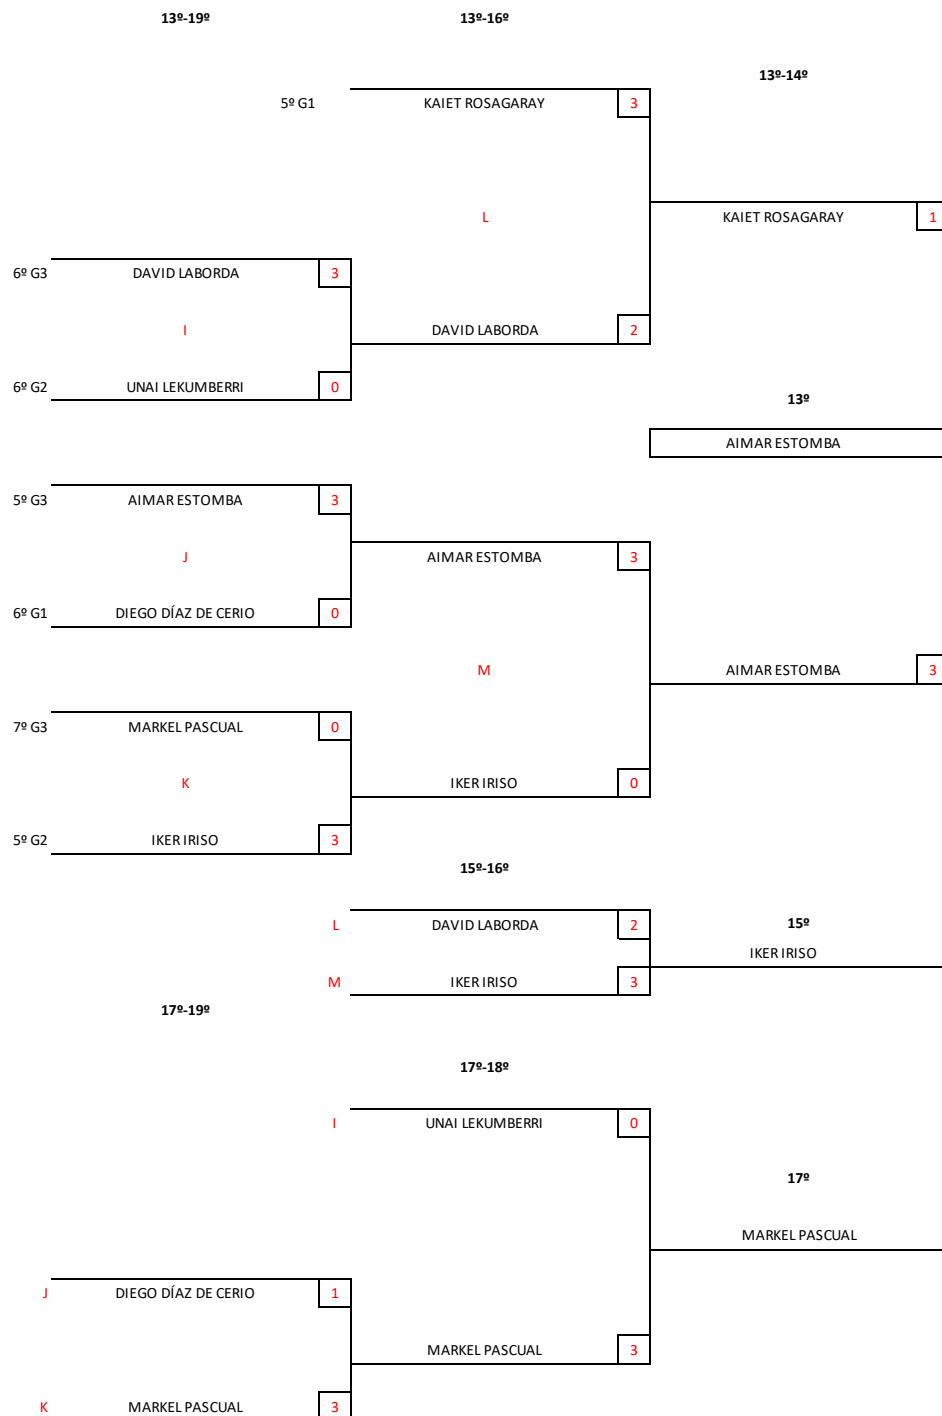 13º-19º 13º-16º
13º-14º
5º G1 KAIET ROSAGARAY 3
L KAIET ROSAGARAY 1
6º G3 DAVID LABORDA 3
I DAVID LABORDA 2
6º G2 UNAI LEKUMBERRI 0
13º
AIMAR ESTOMBA
5º G3 AIMAR ESTOMBA 3
J AIMAR ESTOMBA 3
6º G1 DIEGO DÍAZ DE CERIO 0
M AIMAR ESTOMBA 3
7º G3 MARKEL PASCUAL 0
K IKER IRISO 0
5º G2 IKER IRISO 3
15º-16º
L DAVID LABORDA 2 15º
IKER IRISO
M IKER IRISO 3
17º-19º
17º-18º
I UNAI LEKUMBERRI 0
17º
MARKEL PASCUAL
J DIEGO DÍAZ DE CERIO 1
MARKEL PASCUAL 3
K MARKEL PASCUAL 3